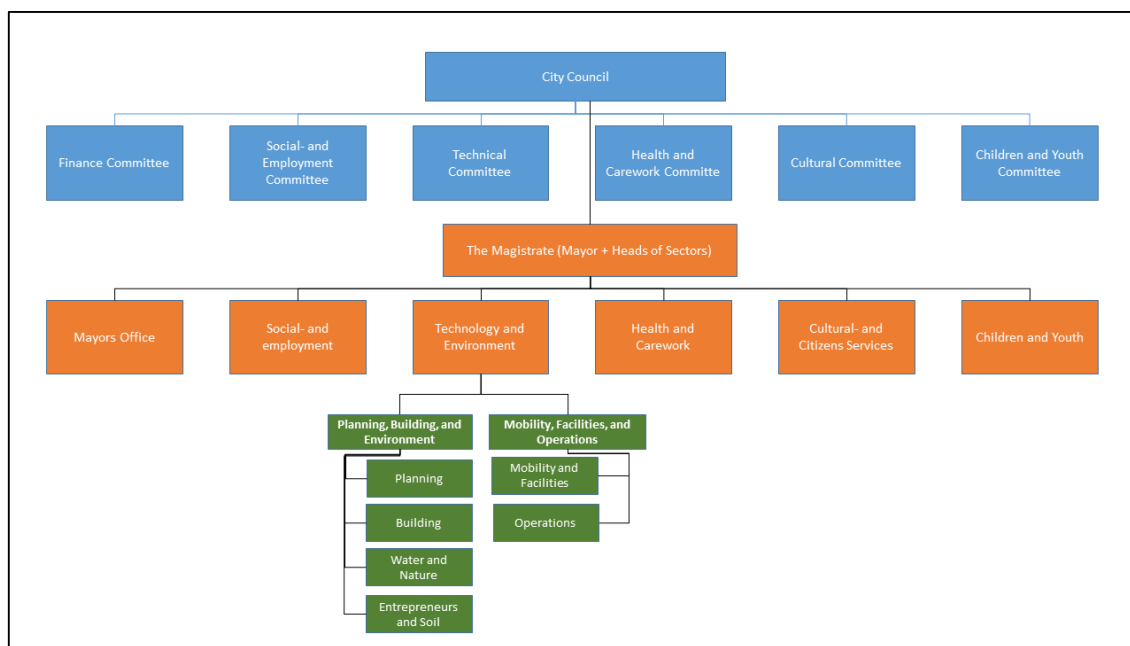 City Council
Finance Committee
Social- and
Employment
Committee
Technical
Committee
Health and
Carework Committe
Cultural Committee
Children and Youth
Committee
The Magistrate (Mayor + Heads of Sectors)
Mayors Office
Social- and
employment
Technology and
Environment
Health and
Carework
Cultural- and
Citizens Services
Children and Youth
Planning, Building, and
Environment
Mobility, Facilities, and
Operations
Planning
Mobility and
Facilities
Building
Operations
Water and
Nature
Entrepreneurs
and Soil